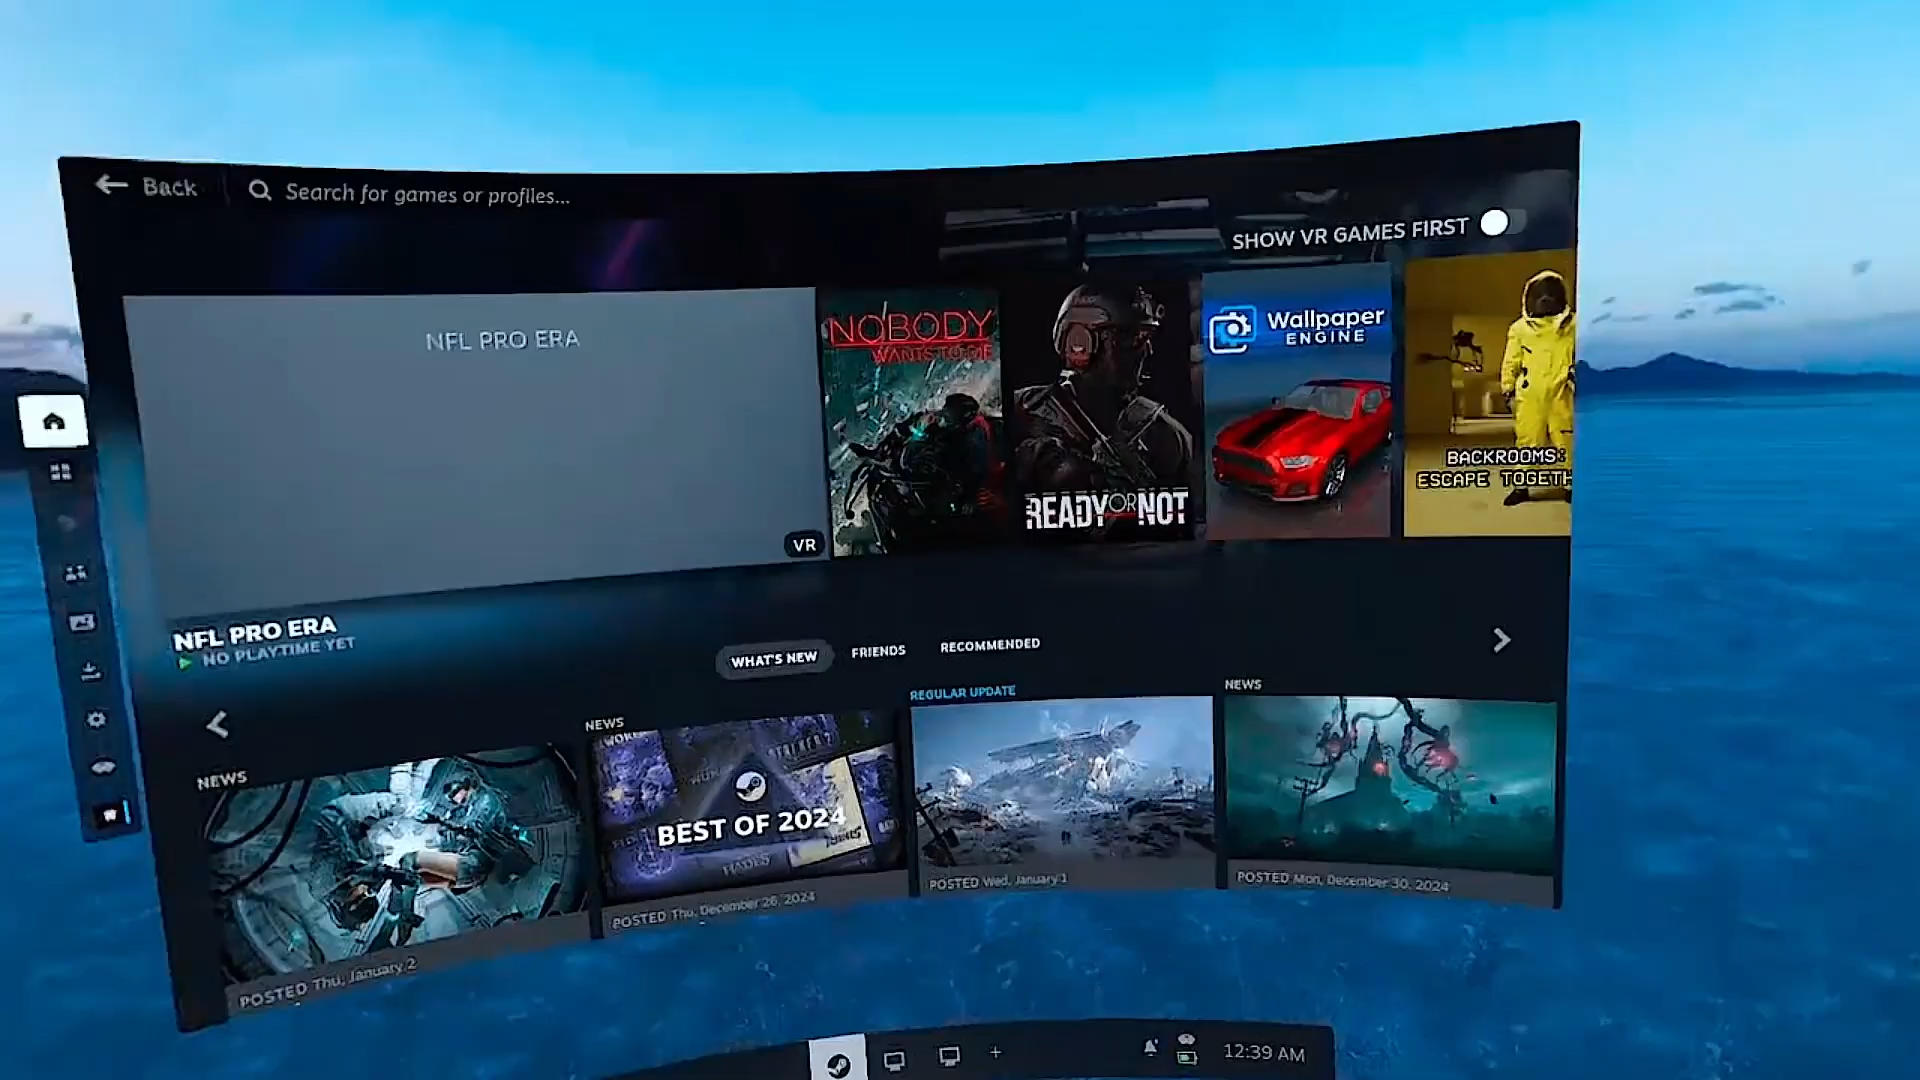 Back
Search for games or profiles...
SHOW VR GAMES FIRST
NFL PRO ERA
VR
NOBODY
WANTS TO DIE
READY OR NOT
Wallpaper
ENGINE
BACKROOMS:
ESCAPE TOGETH
NFL PRO ERA
NO PLAYTIME YET
WHAT'S NEW
FRIENDS
RECOMMENDED
NEWS
POSTED Thu, January 2
NEWS
BEST OF 2024
HADES
POSTED Thu, December 26, 2024
REGULAR UPDATE
POSTED Wed, January 1
NEWS
POSTED Mon, December 30, 2024
12:39 AM